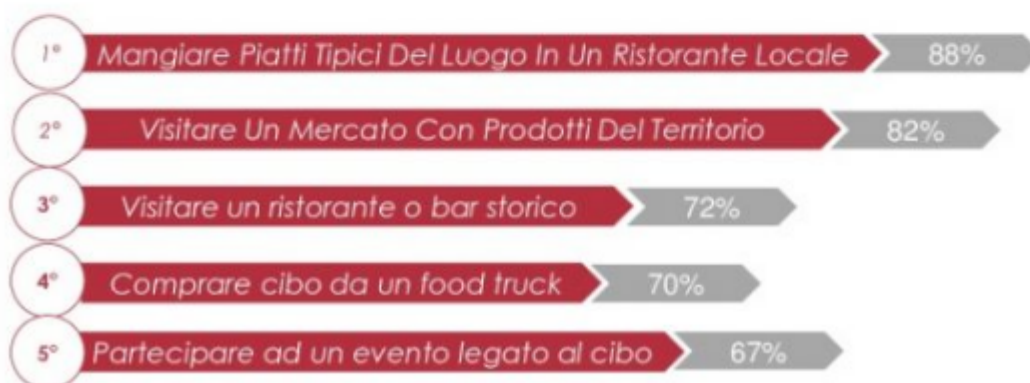 1° Mangiare Piatti Tipici Del Luogo In Un Ristorante Locale 88%
2° Visitare Un Mercato Con Prodotti Del Territorio 82%
3° Visitare un ristorante o bar storico 72%
4° Comprare cibo da un food truck 70%
5° Partecipare ad un evento legato al cibo 67%